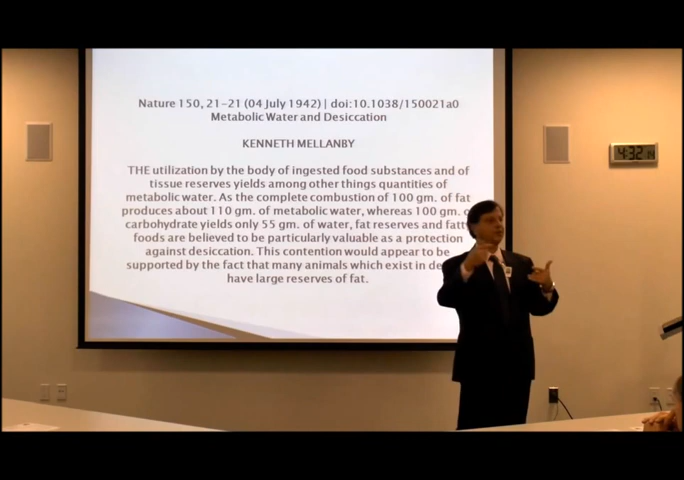 Nature 150, 21-21 (04 July 1942) | doi:10.1038/150021a0
Metabolic Water and Desiccation
KENNETH MELLANBY
THE utilization by the body of ingested food substances and of
tissue reserves yields among other things quantities of
metabolic water. As the complete combustion of 100 gm. of fat
produces about 110 gm. of metabolic water, whereas 100 gm.
carbohydrate yields only 55 gm. of water, fat reserves and
foods are believed to be particularly valuable as a protection
against desiccation. This contention would appear to be
supported by the fact that many animals which exist in
have large reserves of fat.
4:32